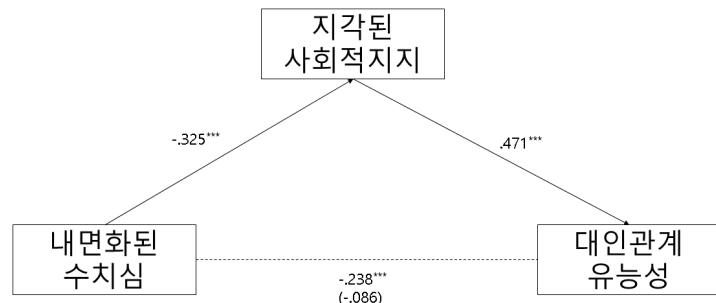 지각된
사회적지지
-.325***
.471***
내면화된
수치심
대인관계
유능성
-.238***
(-.086)